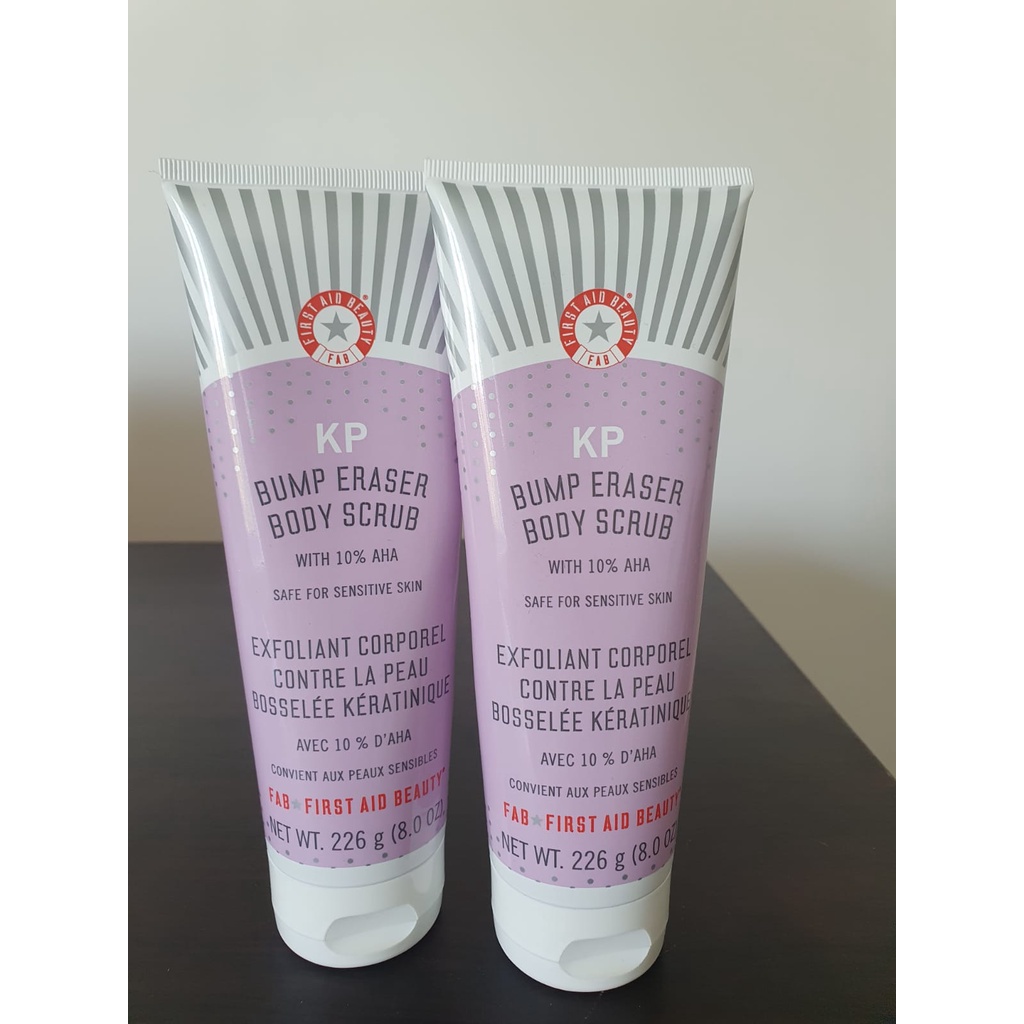 FIRST AID BEAUTY®
FAB
KP
BUMP ERASER
BODY SCRUB
WITH 10% AHA
SAFE FOR SENSITIVE SKIN
EXFOLIANT CORPOREL
CONTRE LA PEAU
BOSSELÉE KÉRATINIQUE
AVEC 10 % D'AHA
CONVIENT AUX PEAUX SENSIBLES
FAB★FIRST AID BEAUTY®
NET WT. 226 g (8.0 OZ).
FIRST AID BEAUTY®
FAB
KP
BUMP ERASER
BODY SCRUB
WITH 10% AHA
SAFE FOR SENSITIVE SKIN
EXFOLIANT CORPOREL
CONTRE LA PEAU
BOSSELÉE KÉRATINIQUE
AVEC 10 % D'AHA
CONVIENT AUX PEAUX SENSIBLES
FAB★FIRST AID BEAUTY
NET WT. 226 g (8.0 OZ